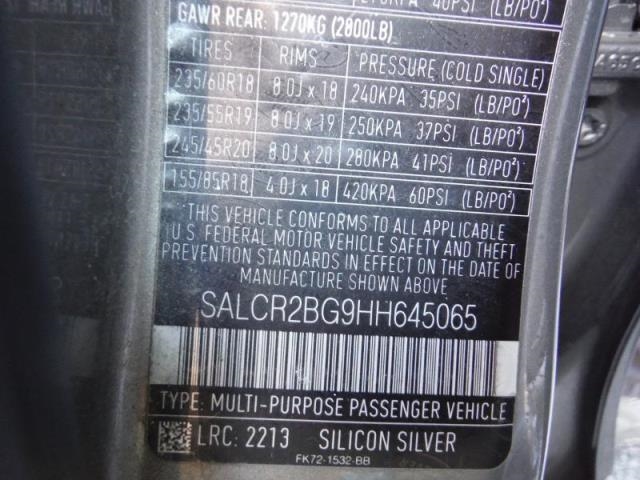 40PSI (LB/PO²)
GAWR REAR: 1270KG (2800LB)
TIRES RIMS PRESSURE (COLD SINGLE)
235/60R18 8.0J x 18 240KPA 35PSI (LB/PO²)
235/55R19 8.0J x 19 250KPA 37PSI (LB/PO²)
245/45R20 8.0J x 20 280KPA 41PSI (LB/PO²)
155/85R18 4.0J x 18 420KPA 60PSI (LB/PO²)
THIS VEHICLE CONFORMS TO ALL APPLICABLE
U.S. FEDERAL MOTOR VEHICLE SAFETY AND THEFT
PREVENTION STANDARDS IN EFFECT ON THE DATE OF
MANUFACTURE SHOWN ABOVE
SALCR2BG9HH645065
TYPE: MULTI-PURPOSE PASSENGER VEHICLE
LRC: 2213 SILICON SILVER
FK72-1532-BB